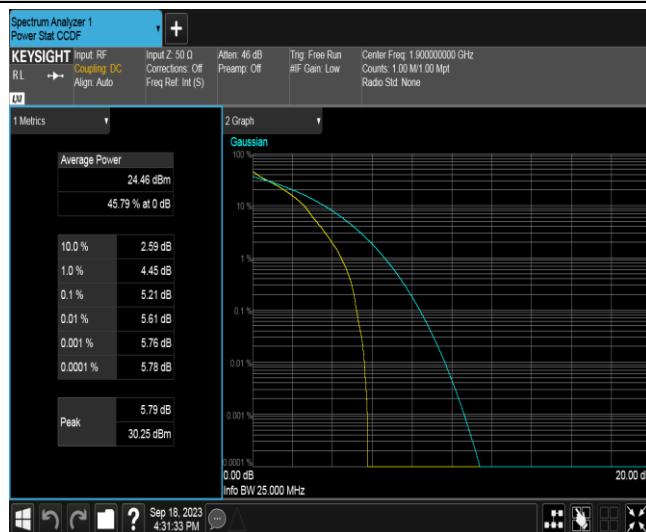 Spectrum Analyzer 1
Power Stat CCDF
+
KEYSIGHT
RL
LXI
Input: RF
Coupling: DC
Align: Auto
Input Z: 50 Ω
Corrections: Off
Freq Ref: Int (S)
Atten: 46 dB
Preamp: Off
Trig: Free Run
#IF Gain: Low
Center Freq: 1.900000000 GHz
Counts: 1.00 M/1.00 Mpt
Radio Std: None
1 Metrics
Average Power
24.46 dBm
45.79 % at 0 dB
10.0 % 2.59 dB
1.0 % 4.45 dB
0.1 % 5.21 dB
0.01 % 5.61 dB
0.001 % 5.76 dB
0.0001 % 5.78 dB
Peak
5.79 dB
30.25 dBm
2 Graph
Gaussian
100 %
10 %
1 %
0.1 %
0.01 %
0.001 %
0.0001 %
0.00 dB
20.00 d
Info BW 25.000 MHz
?
Sep 18, 2023
4:31:33 PM